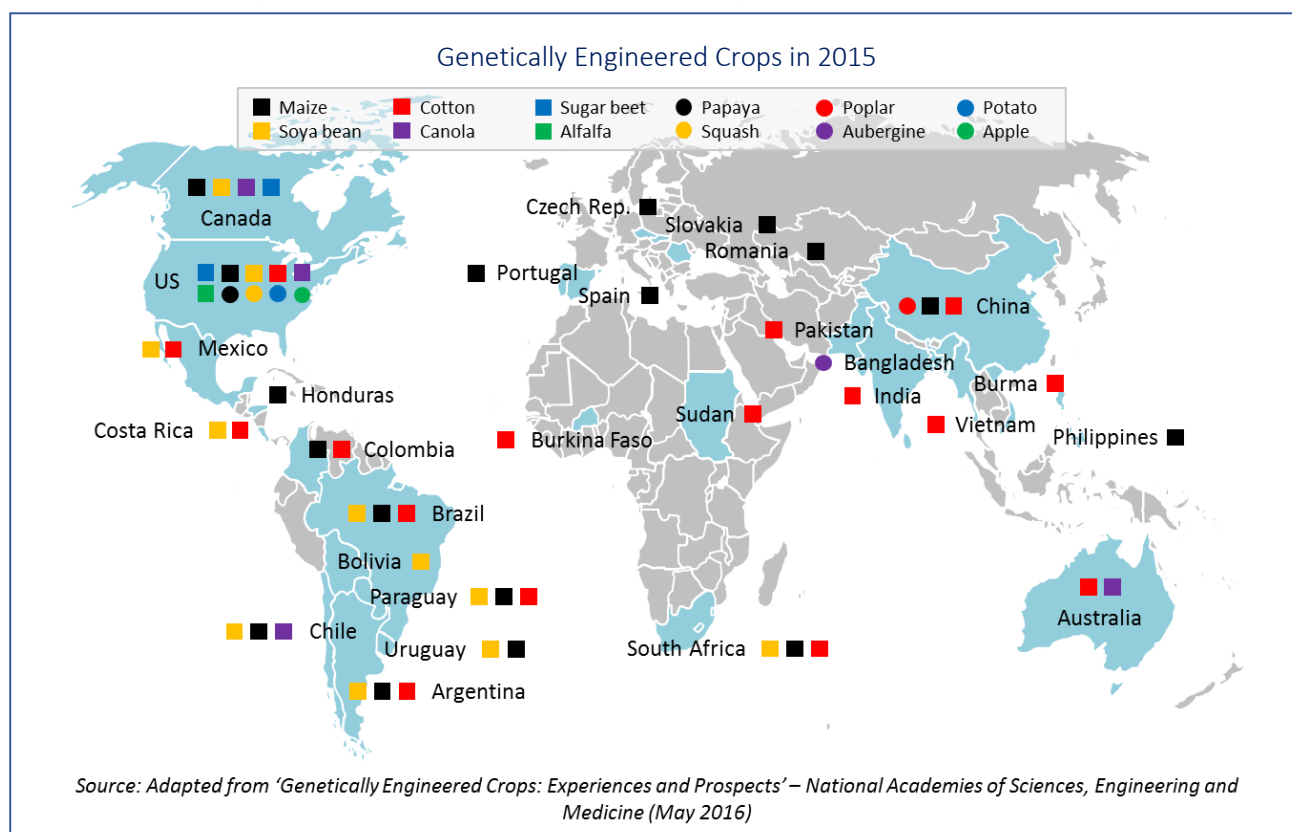 Genetically Engineered Crops in 2015
Maize Cotton Sugar beet Papaya Poplar Potato
Soya bean Canola Alfalfa Squash Aubergine Apple
Canada
Czech Rep.
Slovakia
Romania
US
Portugal
Spain
China
Pakistan
Mexico
Bangladesh
Burma
Honduras
India
Sudan
Vietnam
Costa Rica
Burkina Faso
Philippines
Colombia
Brazil
Bolivia
Paraguay
Australia
Chile
Uruguay
South Africa
Argentina
Source: Adapted from ‘Genetically Engineered Crops: Experiences and Prospects’ – National Academies of Sciences, Engineering and
Medicine (May 2016)